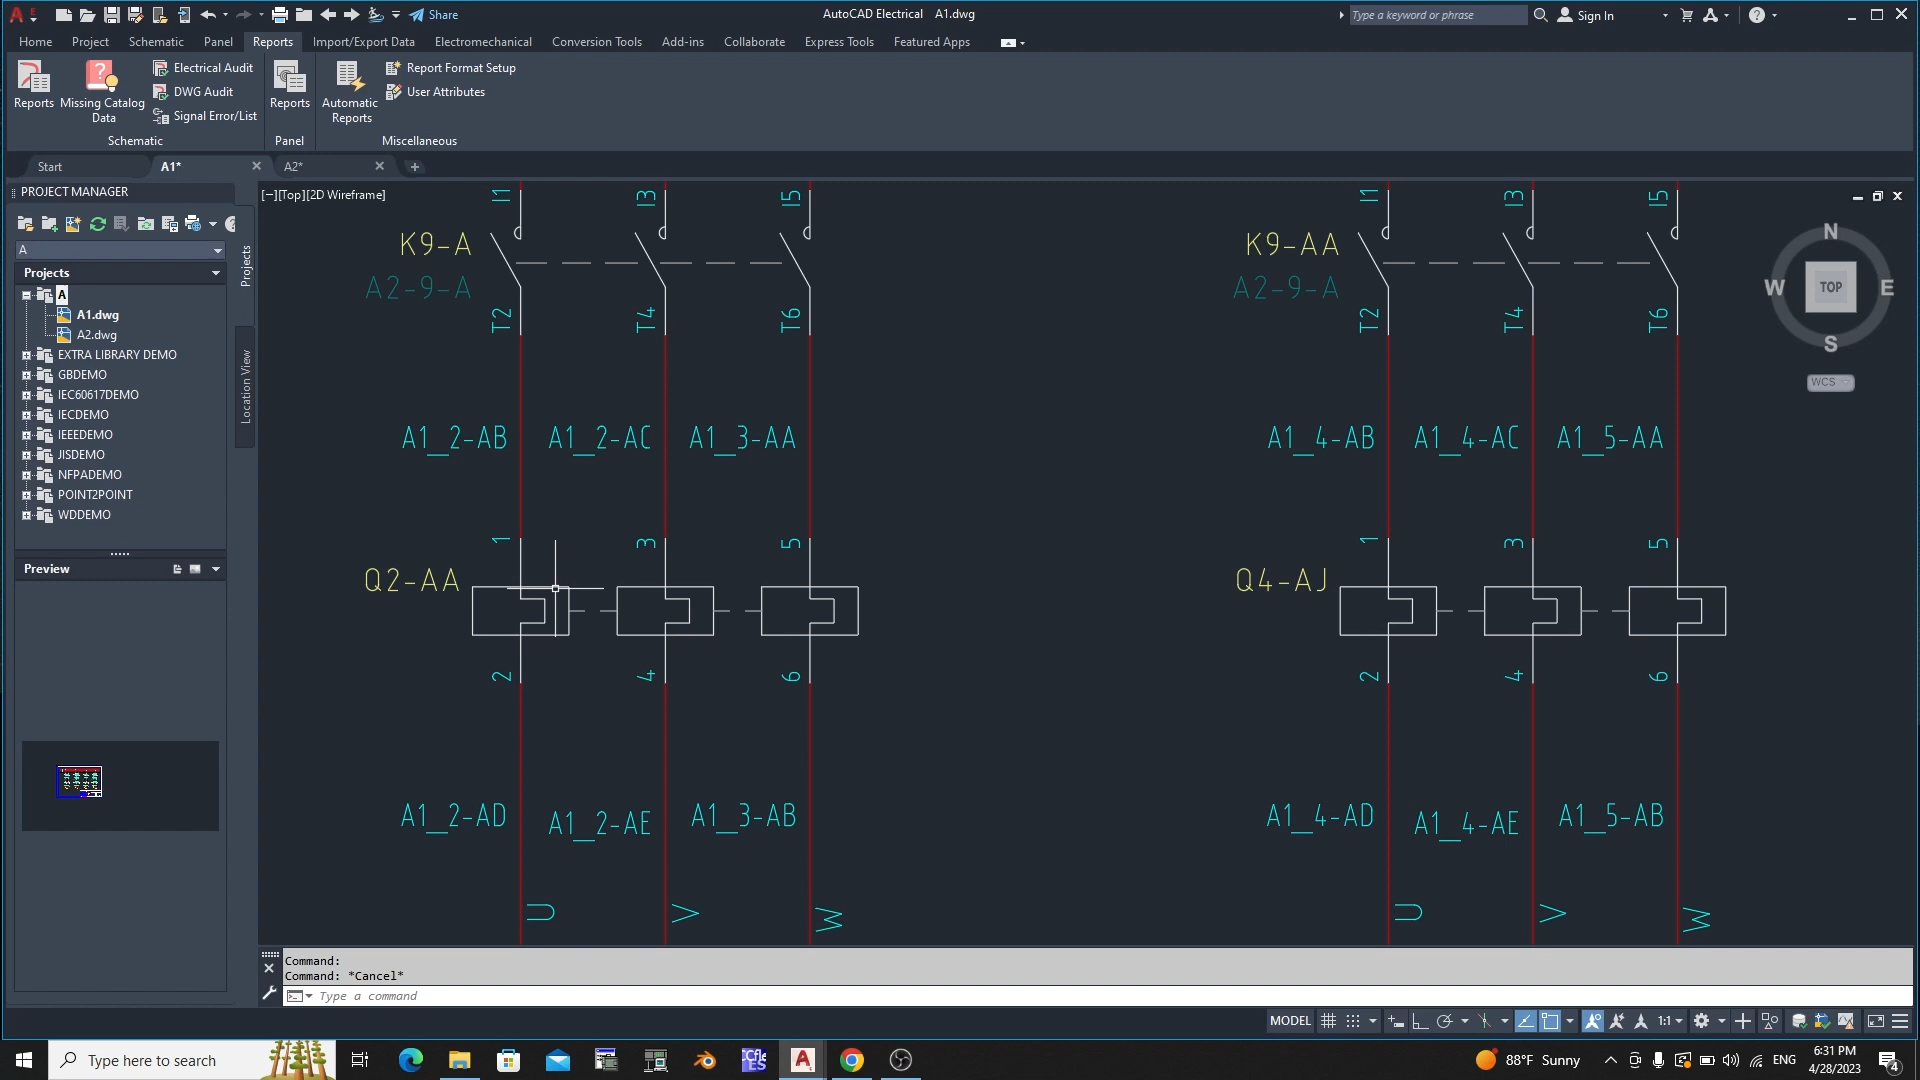 Share
AutoCAD Electrical A1.dwg
Type a keyword or phrase
Sign In
Home Project Schematic Panel Reports Import/Export Data Electromechanical Conversion Tools Add-ins Collaborate Express Tools Featured Apps
Reports
Missing Catalog Data
Electrical Audit
DWG Audit
Signal Error/List
Schematic
Reports
Panel
Automatic Reports
Report Format Setup
User Attributes
Miscellaneous
Start
A1*
A2*
PROJECT MANAGER
A
Projects
A
A1.dwg
A2.dwg
EXTRA LIBRARY DEMO
GBDEMO
IEC60617DEMO
IECDEMO
IEEEDEMO
JISDEMO
NFPADEMO
POINT2POINT
WDDEMO
Projects
Location View
Preview
[−][Top][2D Wireframe]
I1 I3 I5 I1 I3 I5
K9-A K9-AA
A2-9-A A2-9-A
T2 T4 T6 T2 T4 T6
A1_2-AB A1_2-AC A1_3-AA A1_4-AB A1_4-AC A1_5-AA
1 3 5 1 3 5
Q2-AA Q4-AJ
2 4 6 2 4 6
A1_2-AD A1_2-AE A1_3-AB A1_4-AD A1_4-AE A1_5-AB
U V W U V W
N
W TOP E
S
WCS
Command:
Command: *Cancel*
Type a command
MODEL
1:1
Type here to search
88°F Sunny
ENG
6:31 PM
4/28/2023
4